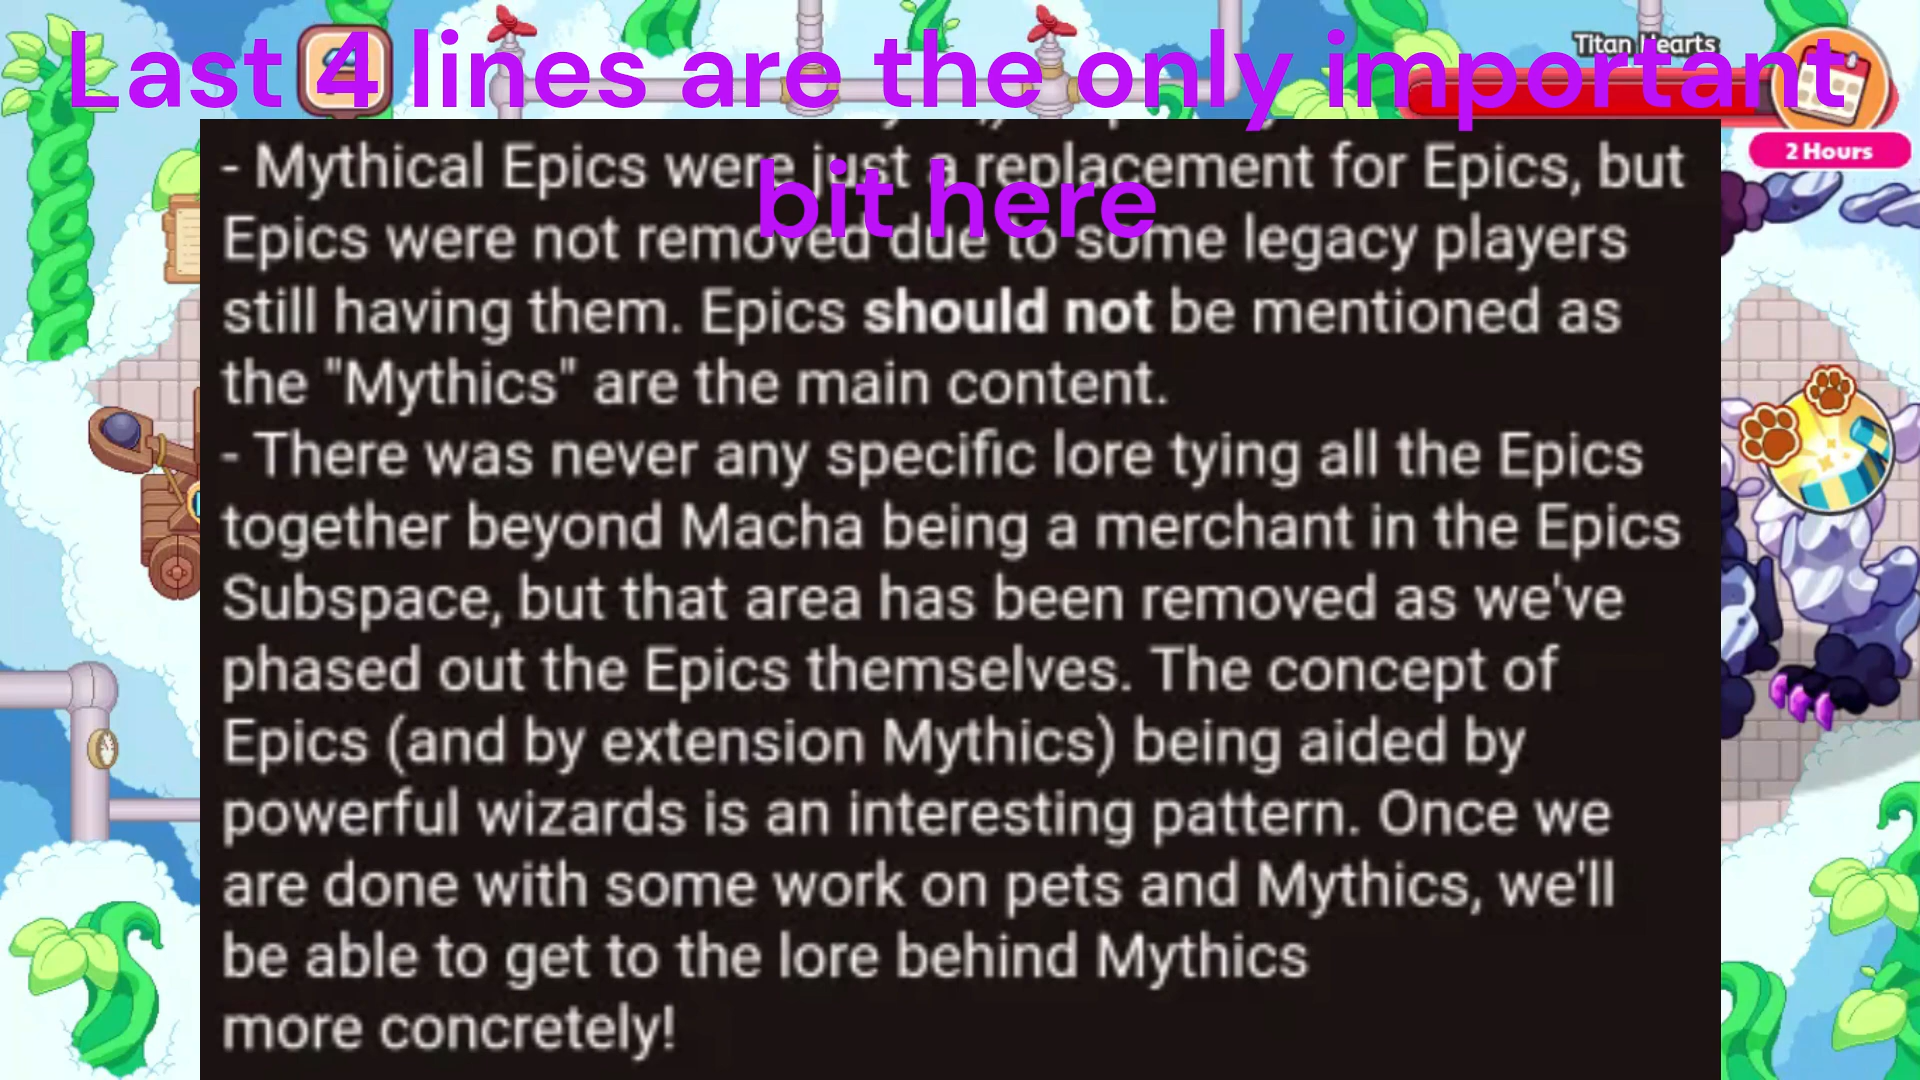 Last 4 lines are the only important
bit here
Titan Hearts
2 Hours
- Mythical Epics were just a replacement for Epics, but
Epics were not removed due to some legacy players
still having them. Epics should not be mentioned as
the "Mythics" are the main content.
- There was never any specific lore tying all the Epics
together beyond Macha being a merchant in the Epics
Subspace, but that area has been removed as we've
phased out the Epics themselves. The concept of
Epics (and by extension Mythics) being aided by
powerful wizards is an interesting pattern. Once we
are done with some work on pets and Mythics, we'll
be able to get to the lore behind Mythics
more concretely!